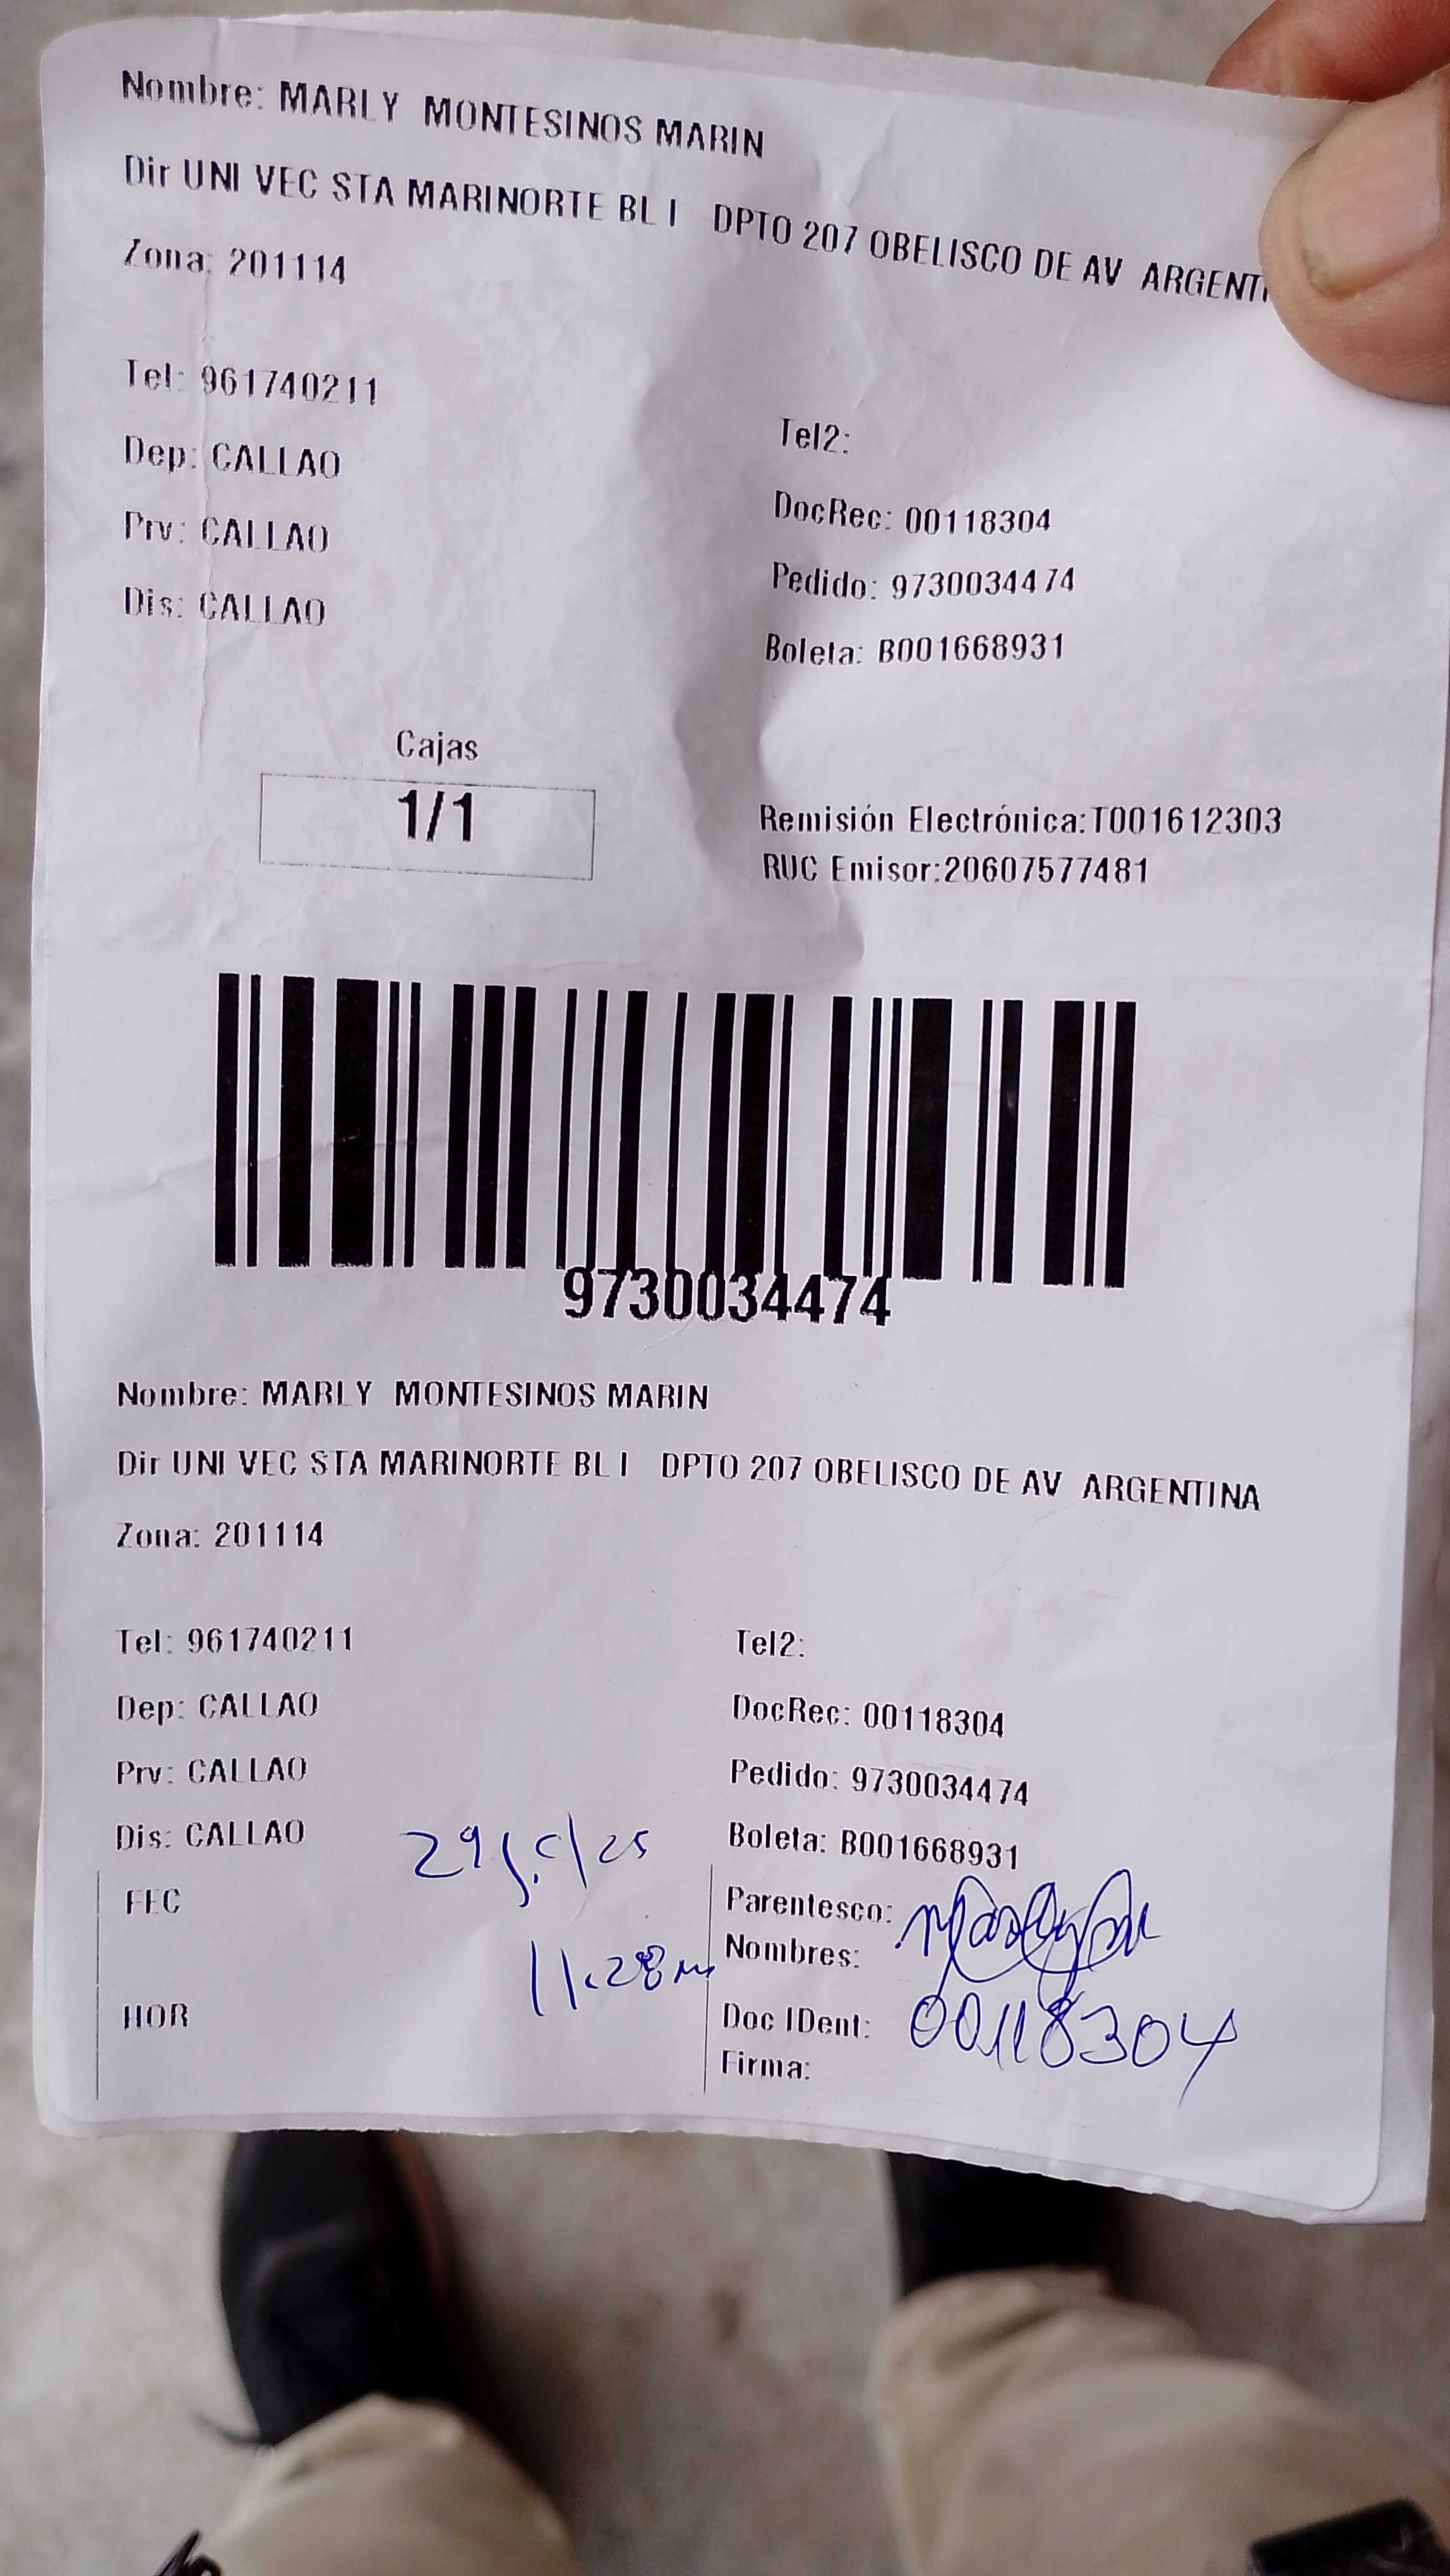 Nombre: MARLY MONTESINOS MARIN
Dir UNI VEC STA MARINORTE BL I DPTO 207 OBELISCO DE AV ARGENTI
Zona: 201114
Tel: 961740211
Tel2:
Dep: CALLAO
DocRec: 00118304
Prv: CALLAO
Pedido: 9730034474
Dis: CALLAO
Boleta: B001668931
Cajas
1/1
Remisión Electrónica:T001612303
RUC Emisor:20607577481
9730034474
Nombre: MARLY MONTESINOS MARIN
Dir UNI VEC STA MARINORTE BL I DPTO 207 OBELISCO DE AV ARGENTINA
Zona: 201114
Tel: 961740211
Tel2:
Dep: CALLAO
DocRec: 00118304
Prv: CALLAO
Pedido: 9730034474
Dis: CALLAO
Boleta: B001668931
FEC
Parentesco:
Nombres:
11:28
HOR
Doc IDent: 00118304
Firma: